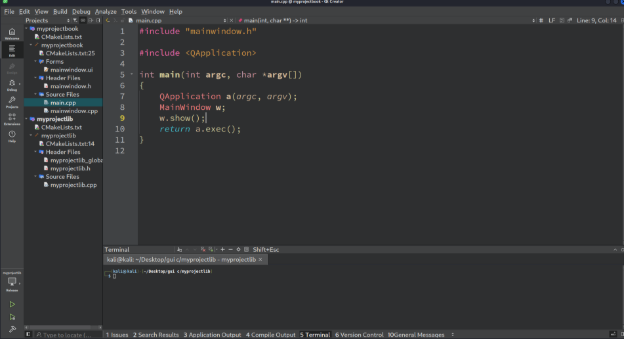 main.cpp @ myprojectbook - Qt Creator
File Edit View Build Debug Analyze Tools Window Help
Projects
main.cpp
main(int, char **) -> int
LF
Line: 9, Col: 14
Welcome
Edit
Design
Debug
Projects
Extensions
Help
myprojectbook
CMakeLists.txt
myprojectbook
CMakeLists.txt:25
Forms
mainwindow.ui
Header Files
mainwindow.h
Source Files
main.cpp
mainwindow.cpp
myprojectlib
CMakeLists.txt
myprojectlib
CMakeLists.txt:14
Header Files
myprojectlib_globa
myprojectlib.h
Source Files
myprojectlib.cpp
1 #include "mainwindow.h"
2
3 #include <QApplication>
4
5 int main(int argc, char *argv[])
6 {
7 QApplication a(argc, argv);
8 MainWindow w;
9 w.show();
10 return a.exec();
11 }
12
Terminal
Shift+Esc
kali@kali: ~/Desktop/gui c/myprojectlib - myprojectlib
kali@kali: ~/Desktop/gui c/myprojectlib
myprojectlib
Release
Type to locate (...
1 Issues 2 Search Results 3 Application Output 4 Compile Output 5 Terminal 6 Version Control 10 General Messages